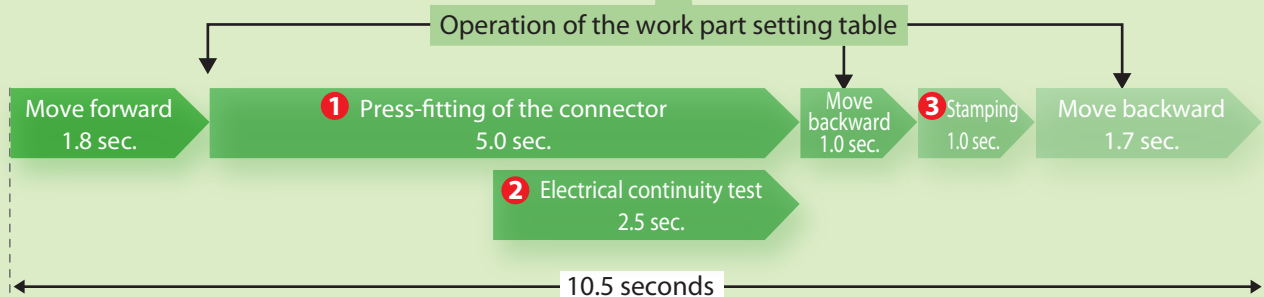 Operation of the work part setting table
Move forward
1.8 sec.
1 Press-fitting of the connector
5.0 sec.
Move
backward
1.0 sec.
3 Stamping
1.0 sec.
Move backward
1.7 sec.
2 Electrical continuity test
2.5 sec.
10.5 seconds